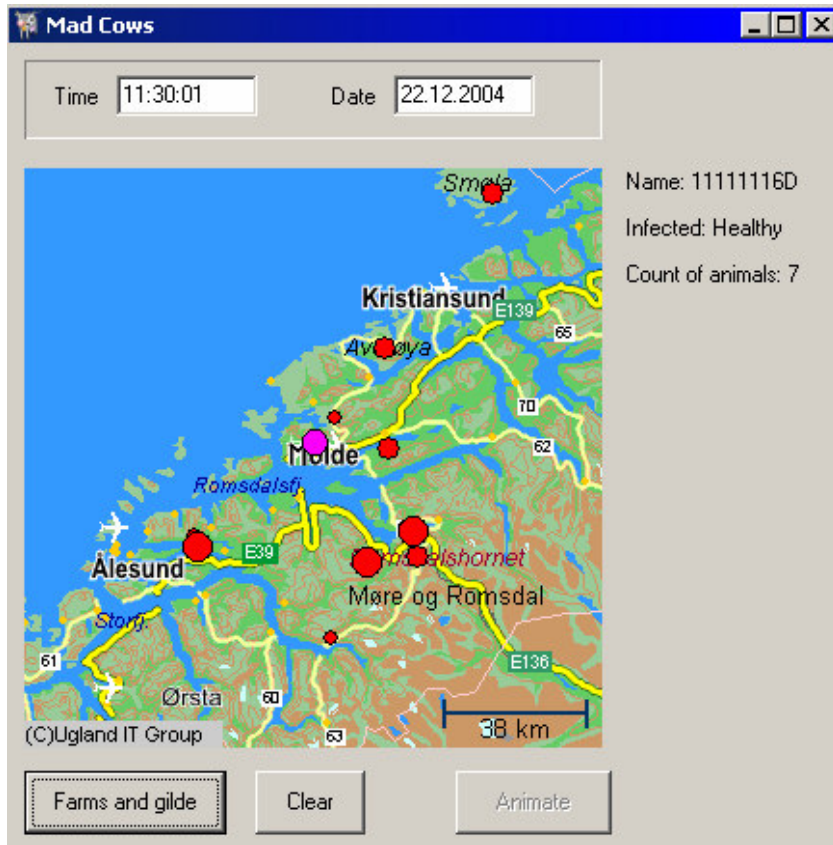 Mad Cows
Time 11:30:01 Date 22.12.2004
Smøla
Name: 11111116D
Infected: Healthy
Count of animals: 7
Kristiansund
E139
65
70
62
Molde
Romsdalsfj.
E39
Ålesund
Møre og Romsdal
Storfj.
61
E136
Ørsta
60
63
38 km
(C)Ugland IT Group
Farms and gilde Clear Animate